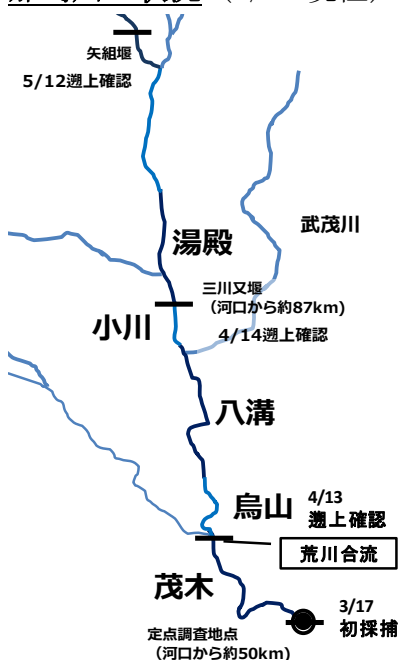 矢組堰
5/12遡上確認
武茂川
湯殿
三川又堰
（河口から約87km)
小川
4/14遡上確認
八溝
烏山
4/13
遡上確認
荒川合流
茂木
3/17
初採捕
定点調査地点
（河口から約50km）